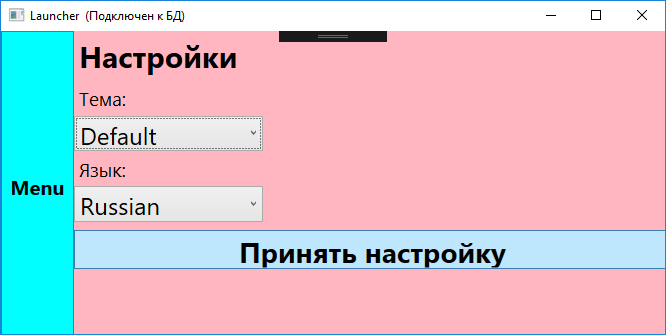 Launcher (Подключен к БД)
Настройки
Тема:
Default
Язык:
Menu
Russian
Принять настройку